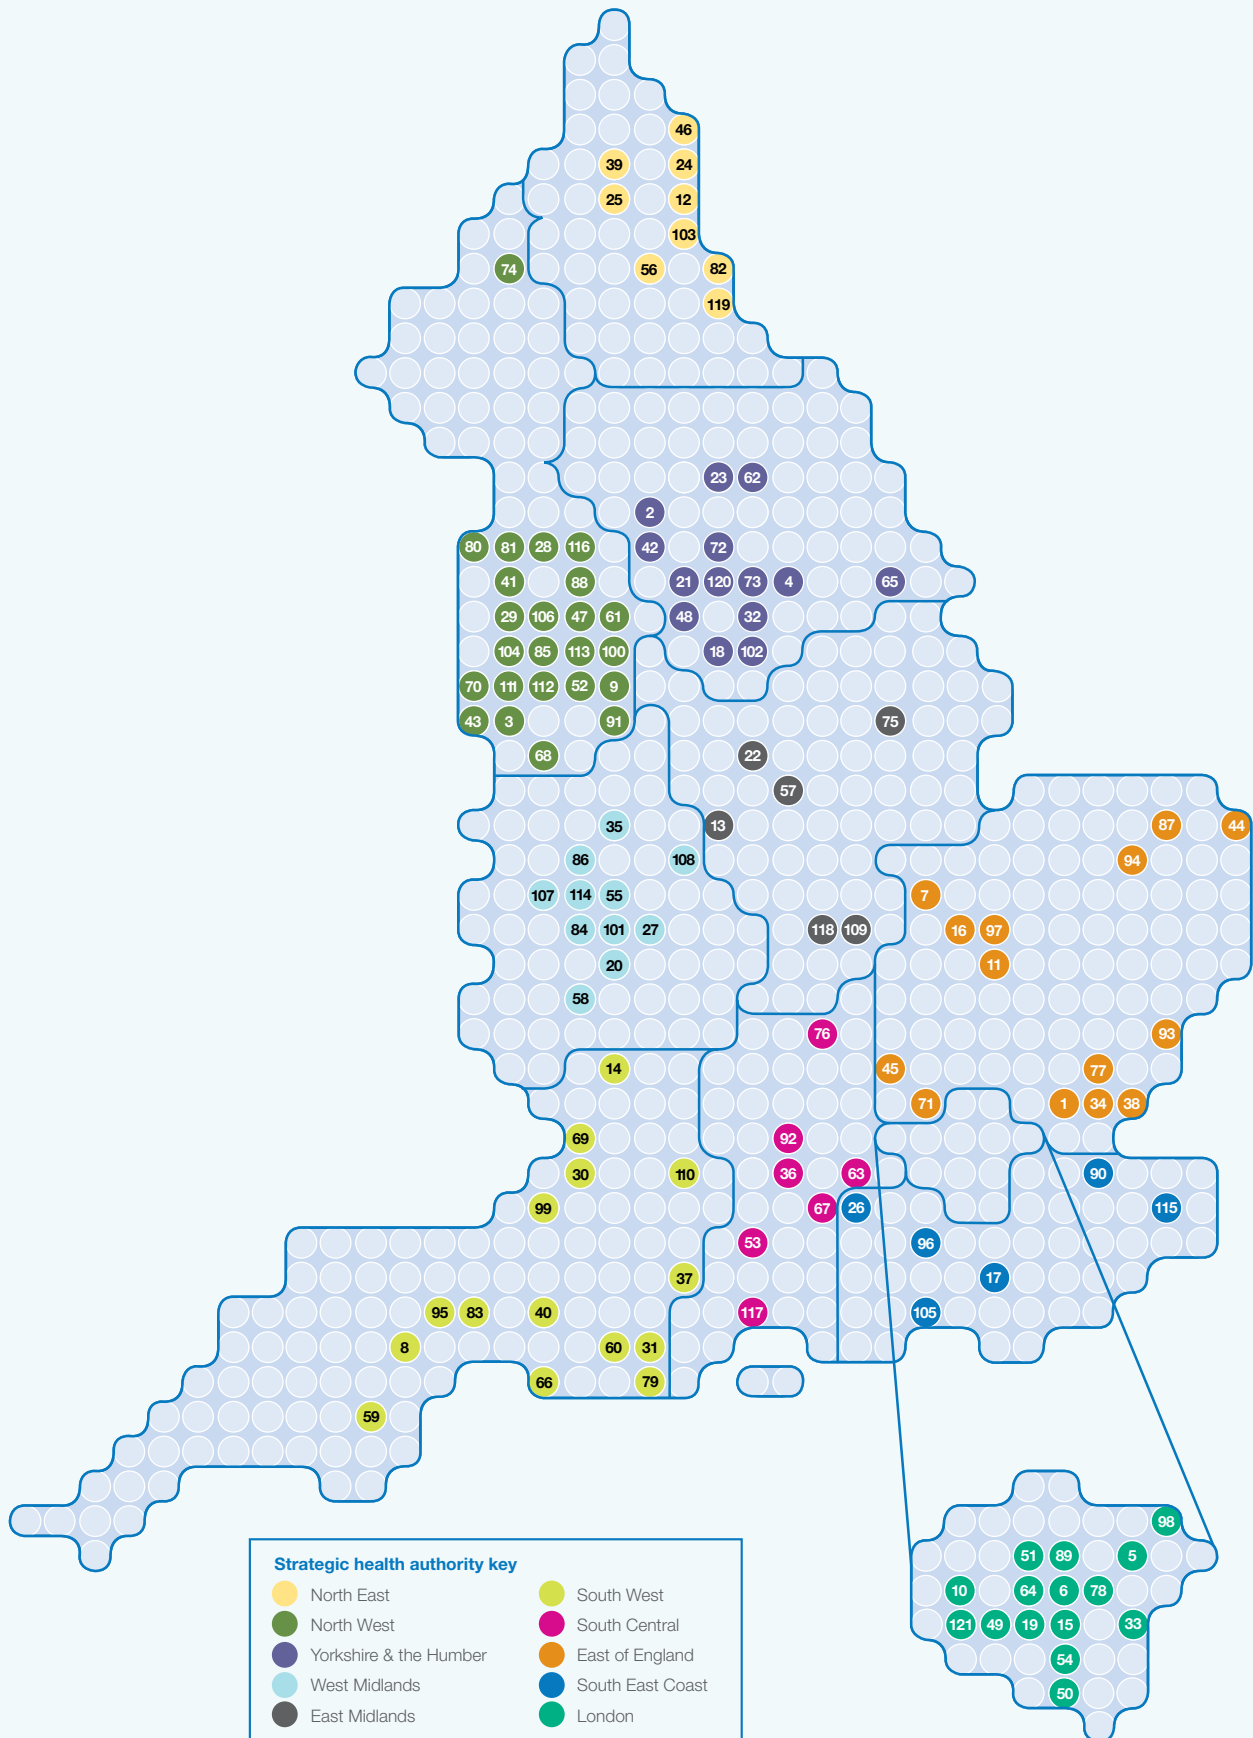 46
39 24
25 12
103
74 56 82
119
23 62
2
80 81 28 116 42 72
41 88 21 120 73 4 65
29 106 47 61 48 32
104 85 113 100 18 102
70 111 112 52 9
43 3 91 75
68 22
57
35 13 87 44
86 108 94
107 114 55 7
84 101 27 118 109 16 97
20 11
58
76 93
14 45 77
71 1 34 38
69 92
30 110 36 63 90
99 67 26 115
53 96
37 17
95 83 40 117 105
8 60 31
66 79
59
98
51 89 5
10 64 6 78
121 49 19 15 33
54
50
Strategic health authority key
North East South West
North West South Central
Yorkshire & the Humber East of England
West Midlands South East Coast
East Midlands London